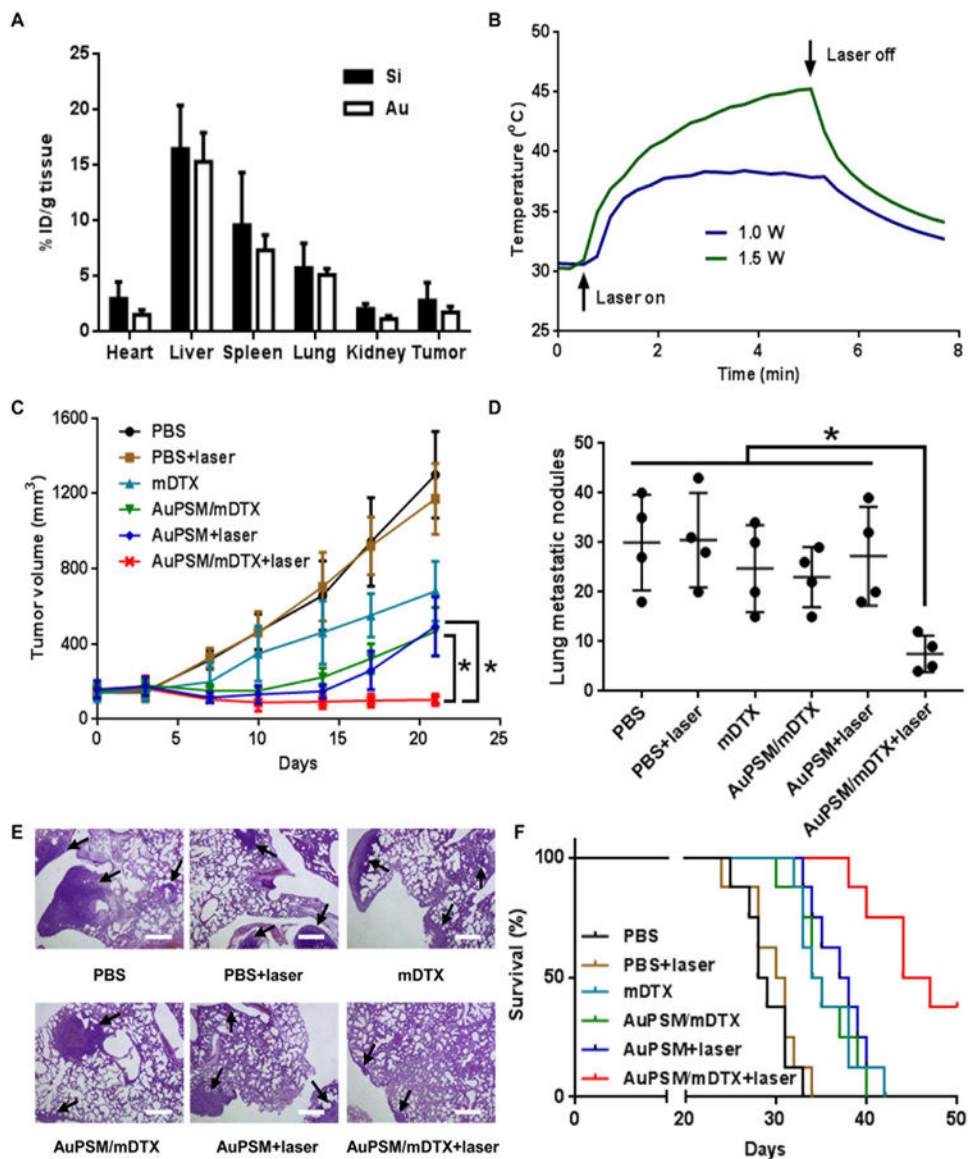 A
25
20
15
10
5
0
% ID/g tissue
Si
Au
Heart Liver Spleen Lung Kidney Tumor
B
50
45
40
35
30
25
Temperature (°C)
Laser off
1.0 W
1.5 W
Laser on
0 2 4 6 8
Time (min)
C
1600
1200
800
400
0
Tumor volume (mm³)
PBS
PBS+laser
mDTX
AuPSM/mDTX
AuPSM+laser
AuPSM/mDTX+laser
* *
0 5 10 15 20 25
Days
D
50
40
30
20
10
0
Lung metastatic nodules
*
PBS
PBS+laser
mDTX
AuPSM/mDTX
AuPSM+laser
AuPSM/mDTX+laser
E
PBS PBS+laser mDTX
AuPSM/mDTX AuPSM+laser AuPSM/mDTX+laser
F
100
50
0
Survival (%)
PBS
PBS+laser
mDTX
AuPSM/mDTX
AuPSM+laser
AuPSM/mDTX+laser
0 20 30 40 50
Days